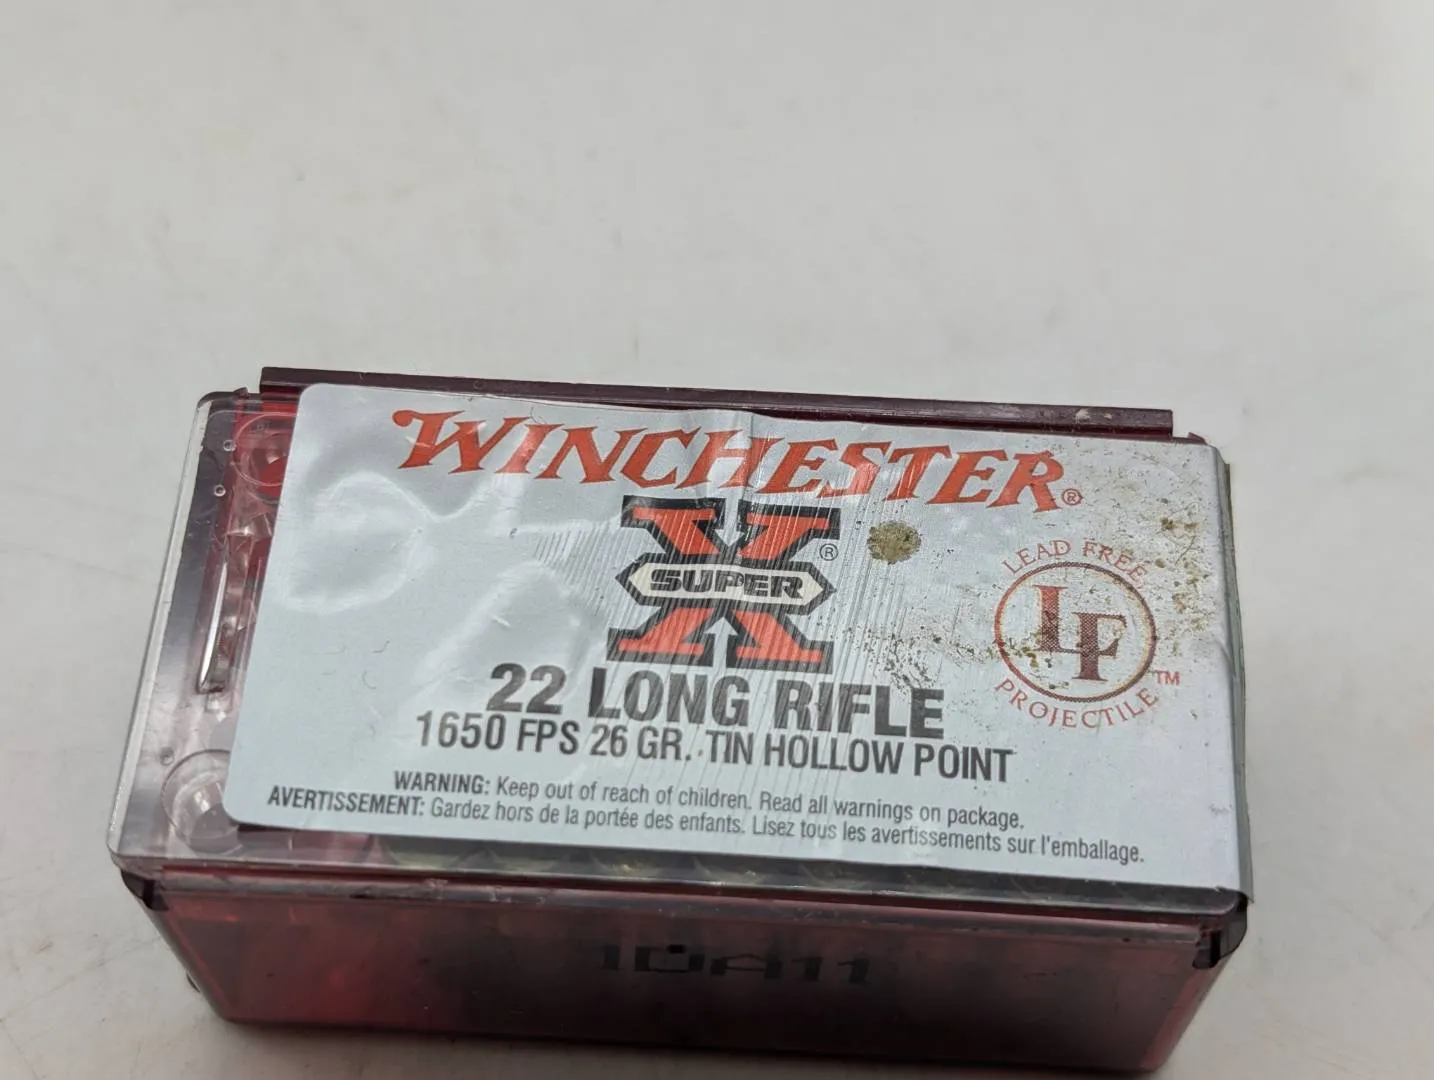 WINCHESTER®
X®
SUPER
LEAD FREE
LF™
PROJECTILE
22 LONG RIFLE
1650 FPS 26 GR. TIN HOLLOW POINT
WARNING: Keep out of reach of children. Read all warnings on package.
AVERTISSEMENT: Gardez hors de la portée des enfants. Lisez tous les avertissements sur l'emballage.